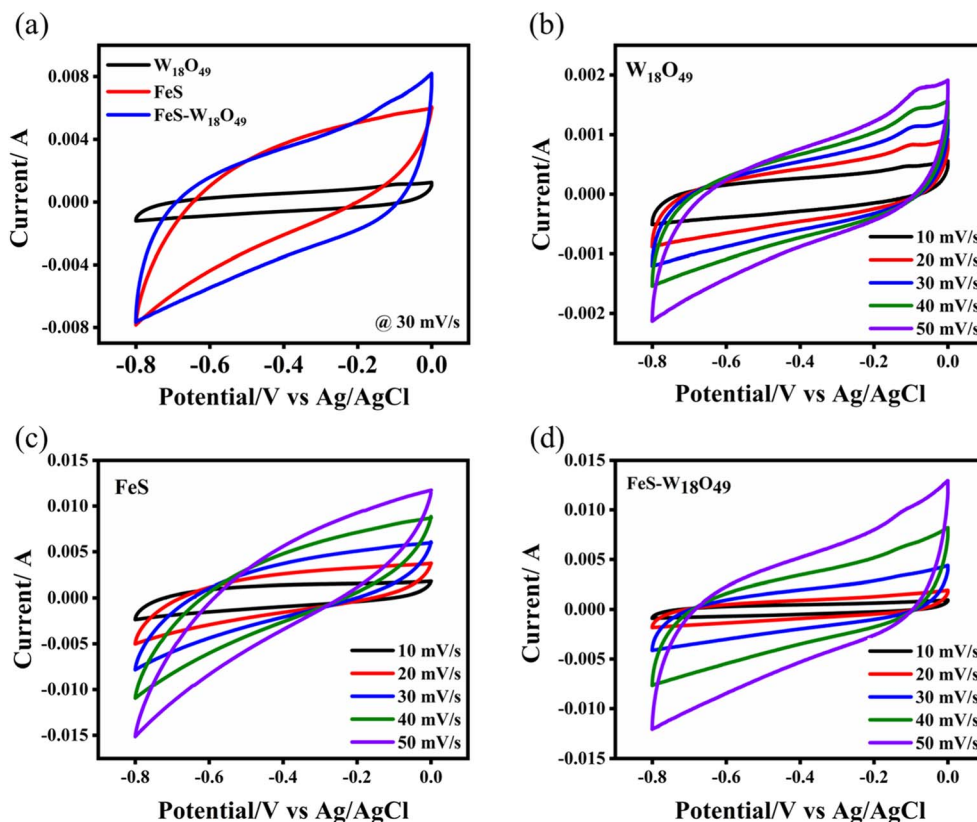 (a)
0.008
0.004
0.000
-0.004
-0.008
Current/ A
W18O49
FeS
FeS-W18O49
@ 30 mV/s
-0.8 -0.6 -0.4 -0.2 0.0
Potential/V vs Ag/AgCl
(b)
0.002
0.001
0.000
-0.001
-0.002
Current/ A
W18O49
10 mV/s
20 mV/s
30 mV/s
40 mV/s
50 mV/s
-0.8 -0.6 -0.4 -0.2 0.0
Potential/V vs Ag/AgCl
(c)
0.015
0.010
0.005
0.000
-0.005
-0.010
-0.015
Current/ A
FeS
10 mV/s
20 mV/s
30 mV/s
40 mV/s
50 mV/s
-0.8 -0.6 -0.4 -0.2 0.0
Potential/V vs Ag/AgCl
(d)
0.015
0.010
0.005
0.000
-0.005
-0.010
-0.015
Current/ A
FeS-W18O49
10 mV/s
20 mV/s
30 mV/s
40 mV/s
50 mV/s
-0.8 -0.6 -0.4 -0.2 0.0
Potential/V vs Ag/AgCl